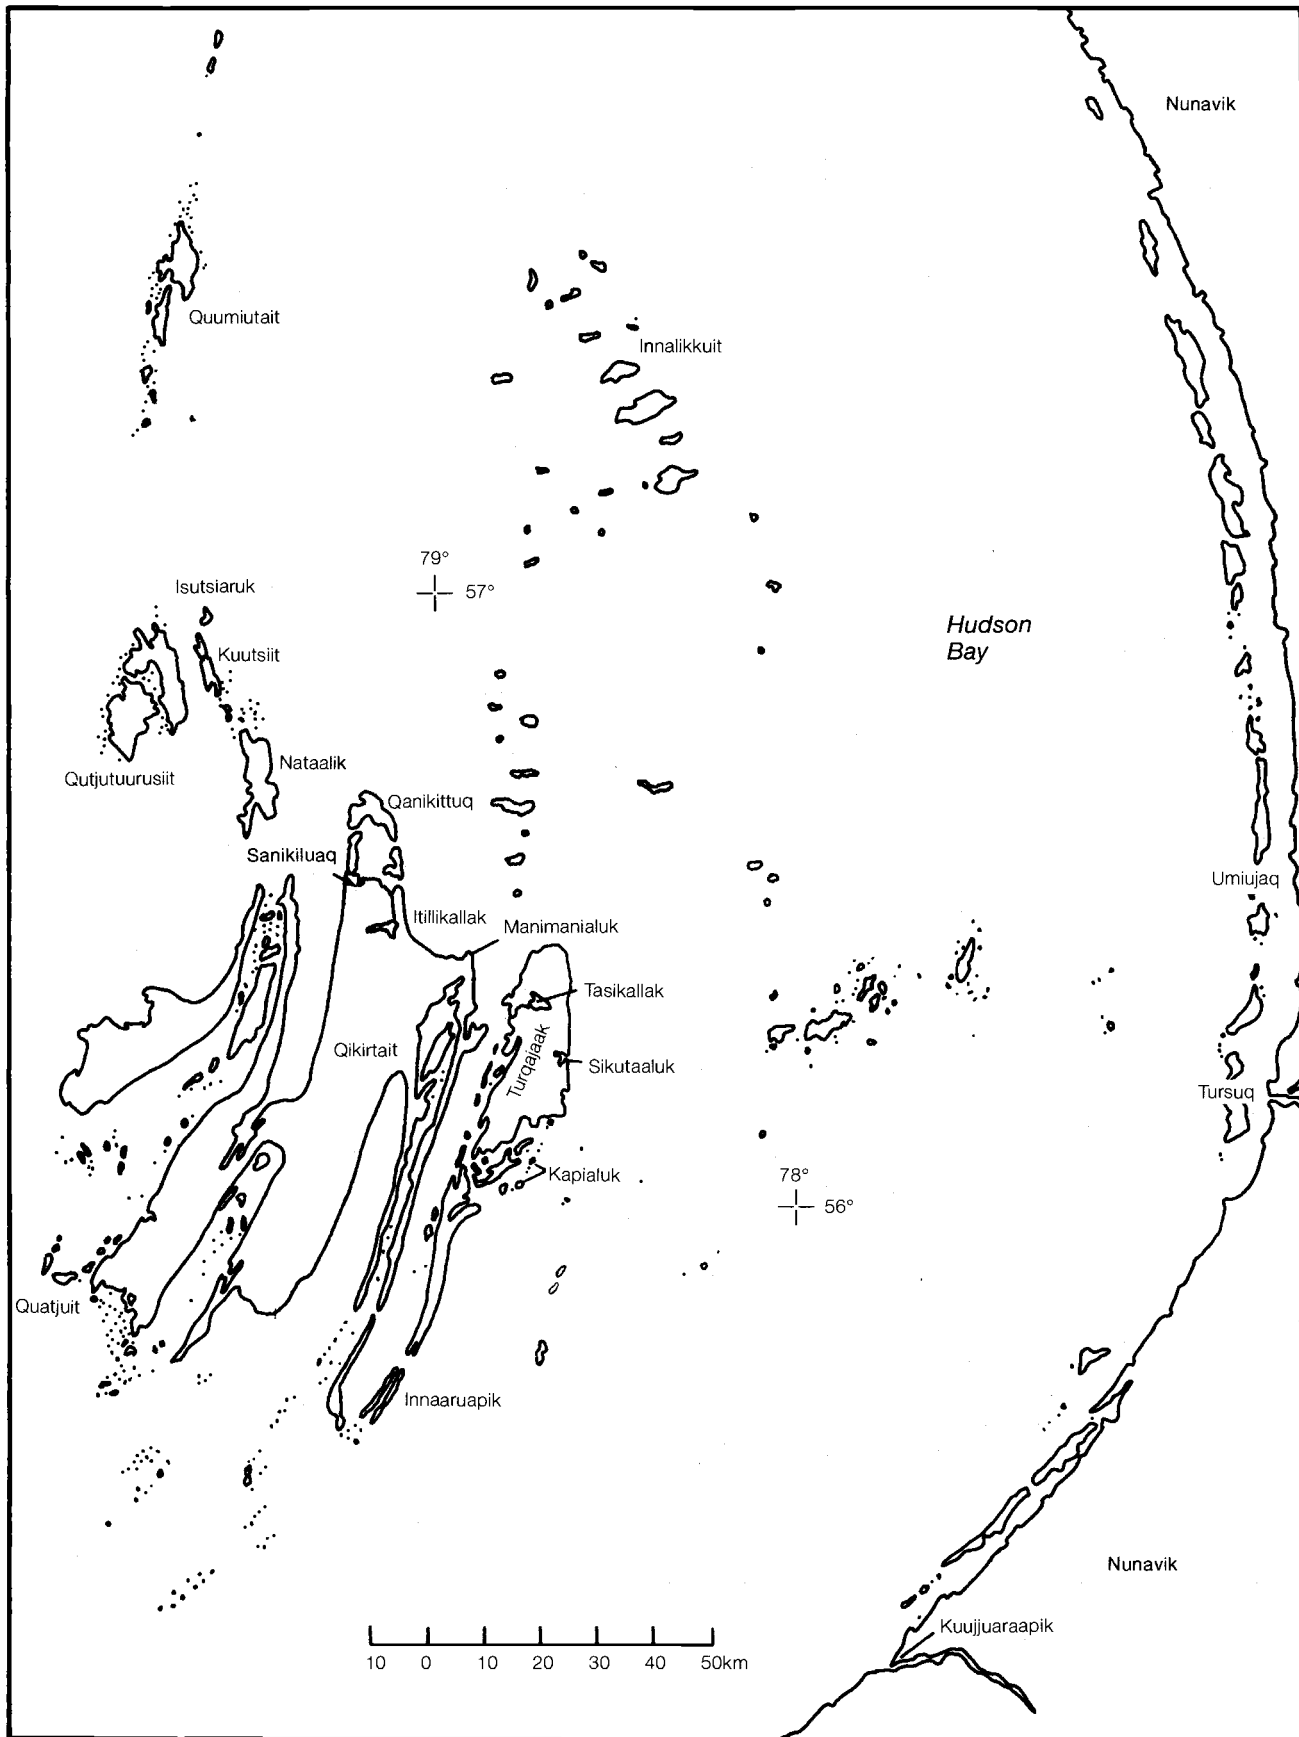 Nunavik
Quumiutait
Innalikkuit
79°
57°
Isutsiaruk
Hudson
Bay
Kuutsiit
Nataalik
Qutjutuurusiit
Qanikittuq
Sanikiluaq
Umiujaq
Itillikallak
Manimanialuk
Tasikallak
Qikirtait
Turqajaak
Sikutaaluk
Tursuq
Kapialuk
78°
56°
Quatjuit
Innaaruapik
Nunavik
Kuujjuaraapik
10 0 10 20 30 40 50km